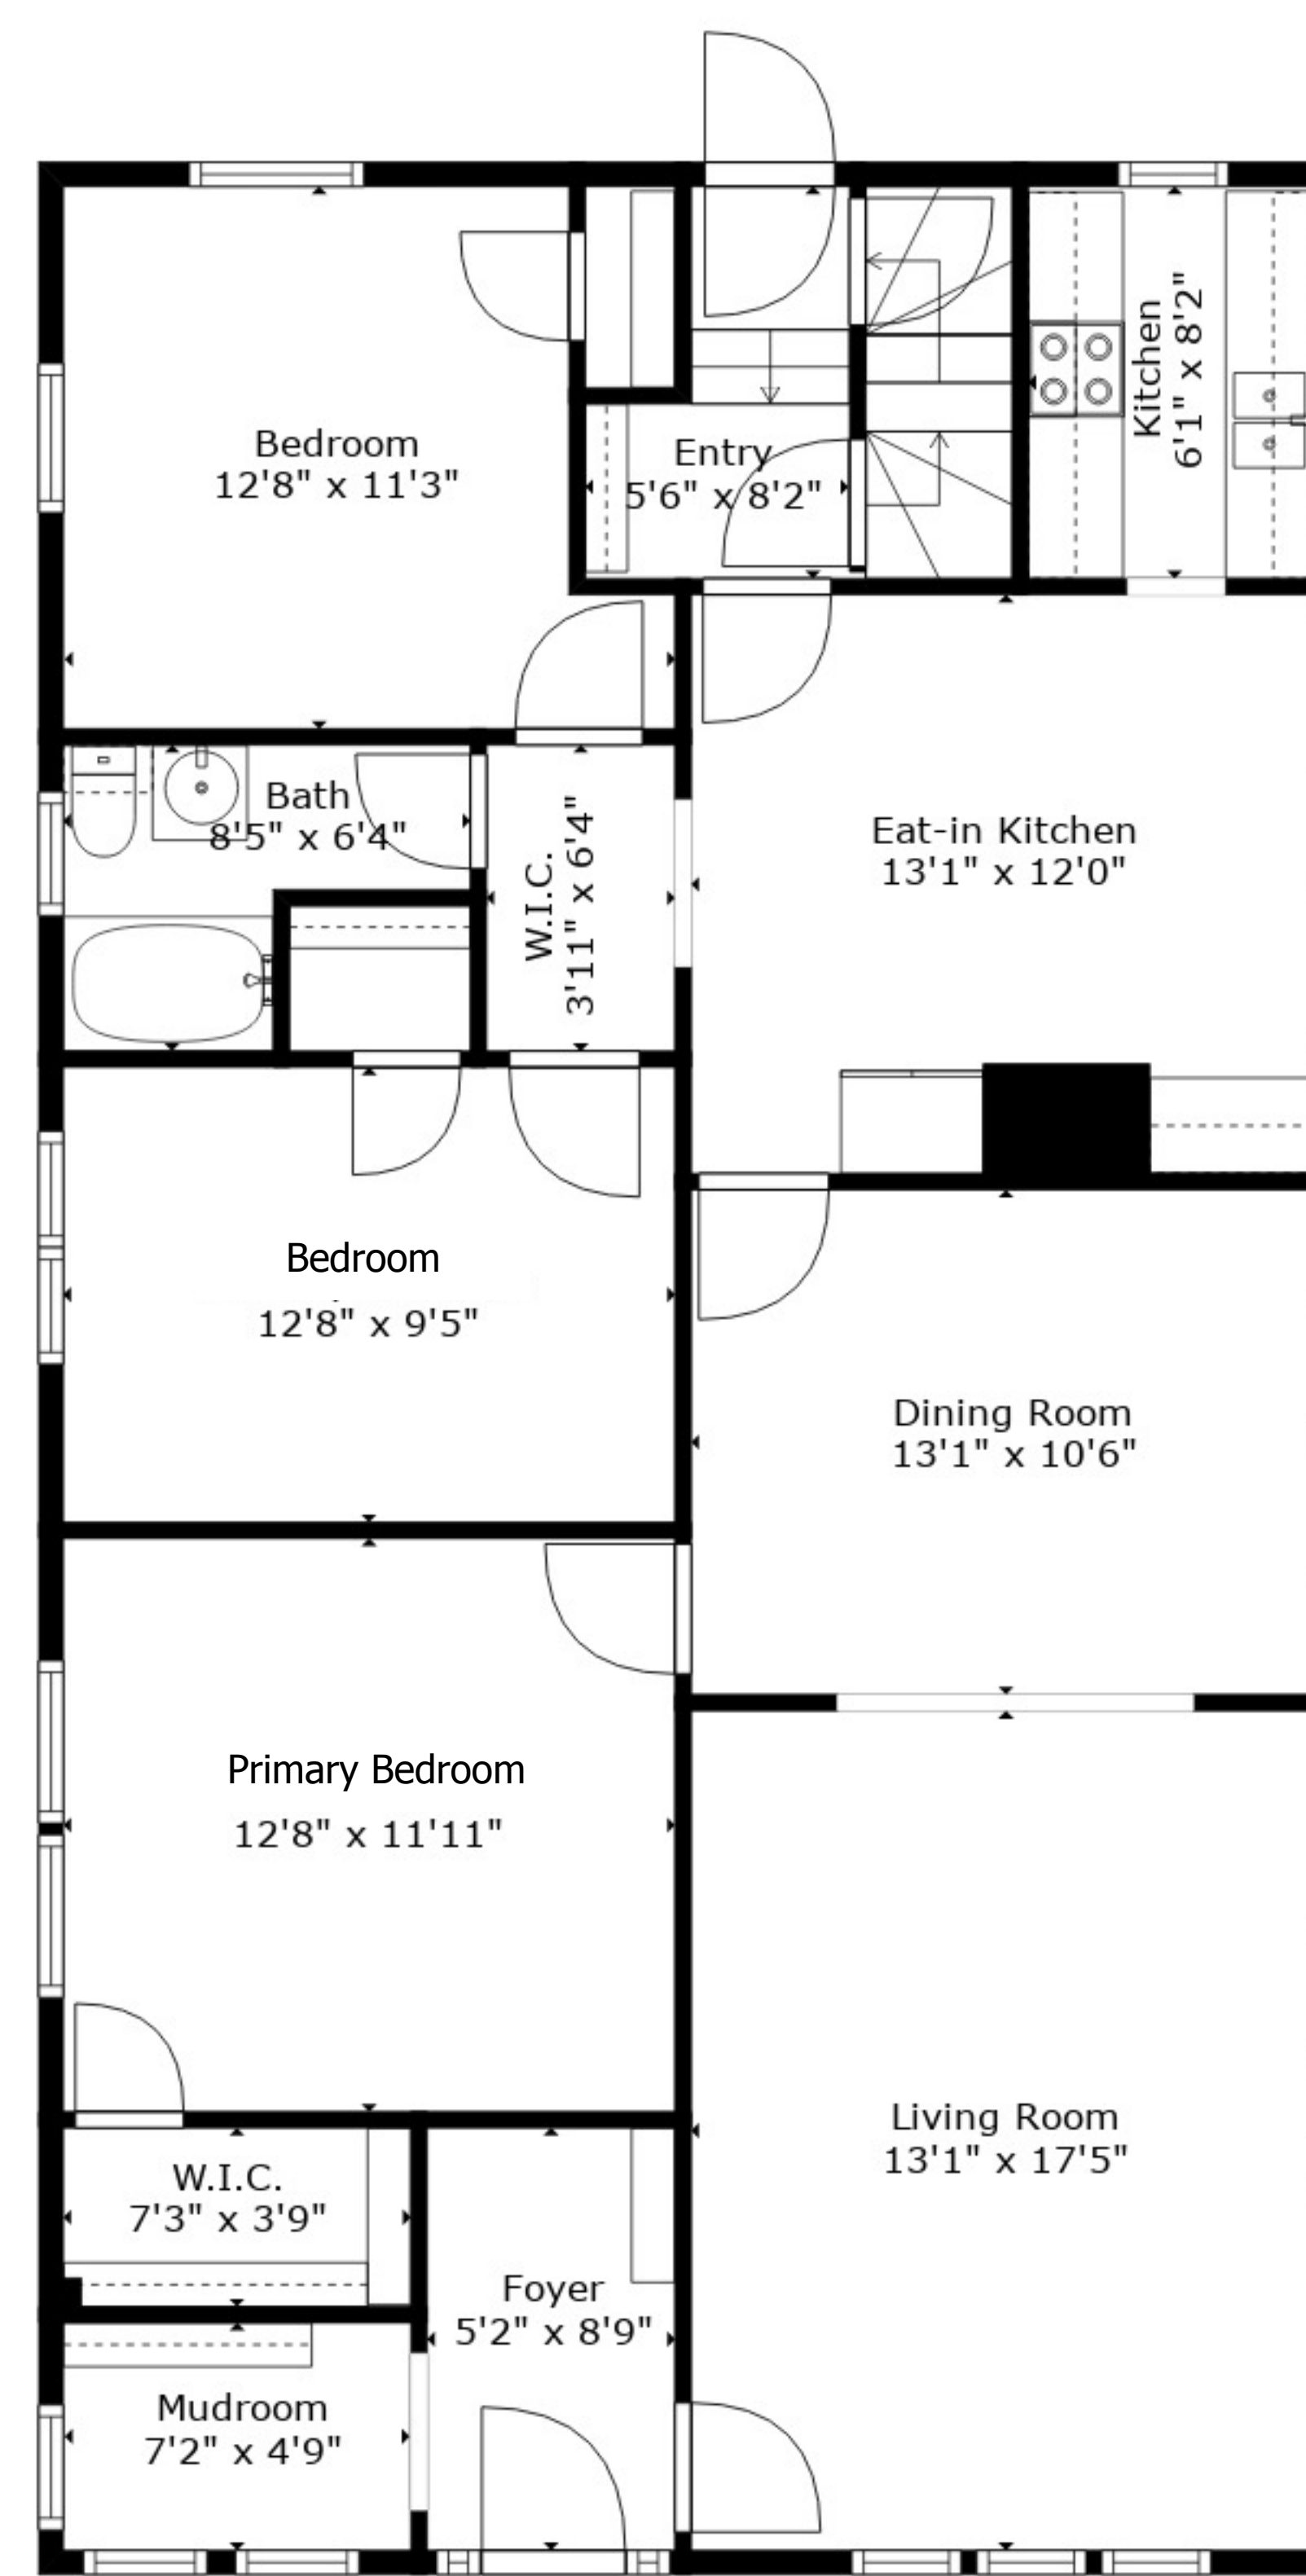 Bedroom
12'8" x 11'3"
Entry
5'6" x 8'2"
Kitchen
6'1" x 8'2"
Bath
8'5" x 6'4"
W.I.C.
3'11" x 6'4"
Eat-in Kitchen
13'1" x 12'0"
Bedroom
12'8" x 9'5"
Dining Room
13'1" x 10'6"
Primary Bedroom
12'8" x 11'11"
Living Room
13'1" x 17'5"
W.I.C.
7'3" x 3'9"
Foyer
5'2" x 8'9"
Mudroom
7'2" x 4'9"